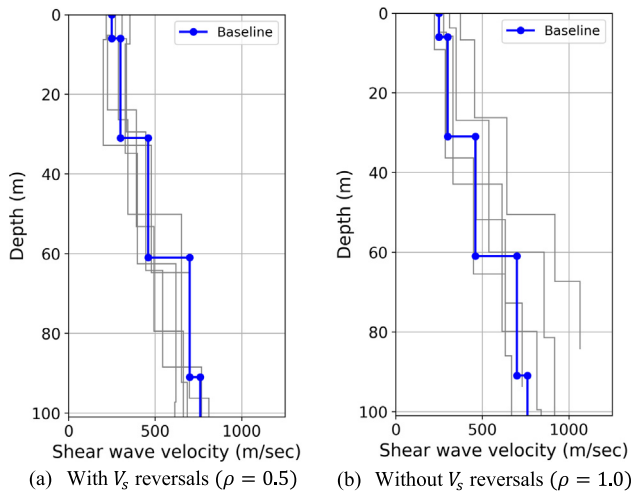 Baseline
0
20
40
60
80
100
Depth (m)
0 500 1000
Shear wave velocity (m/sec)
(a) With Vₛ reversals (ρ = 0.5)
Baseline
0
20
40
60
80
100
Depth (m)
0 500 1000
Shear wave velocity (m/sec)
(b) Without Vₛ reversals (ρ = 1.0)